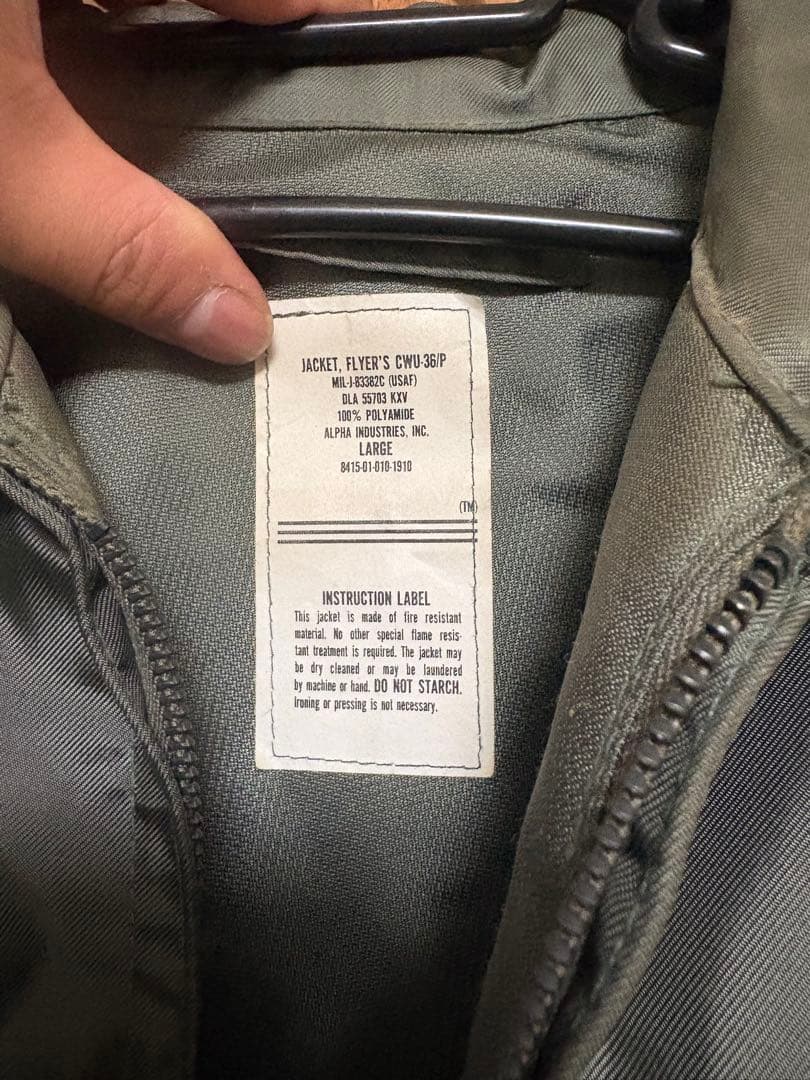 JACKET, FLYER'S CWU-36/P
MIL-J-83382C (USAF)
DLA 55703 KXV
100% POLYAMIDE
ALPHA INDUSTRIES, INC.
LARGE
8415-01-010-1910
(TM)
INSTRUCTION LABEL
This jacket is made of fire resistant
material. No other special flame resis-
tant treatment is required. The jacket may
be dry cleaned or may be laundered
by machine or hand. DO NOT STARCH.
Ironing or pressing is not necessary.